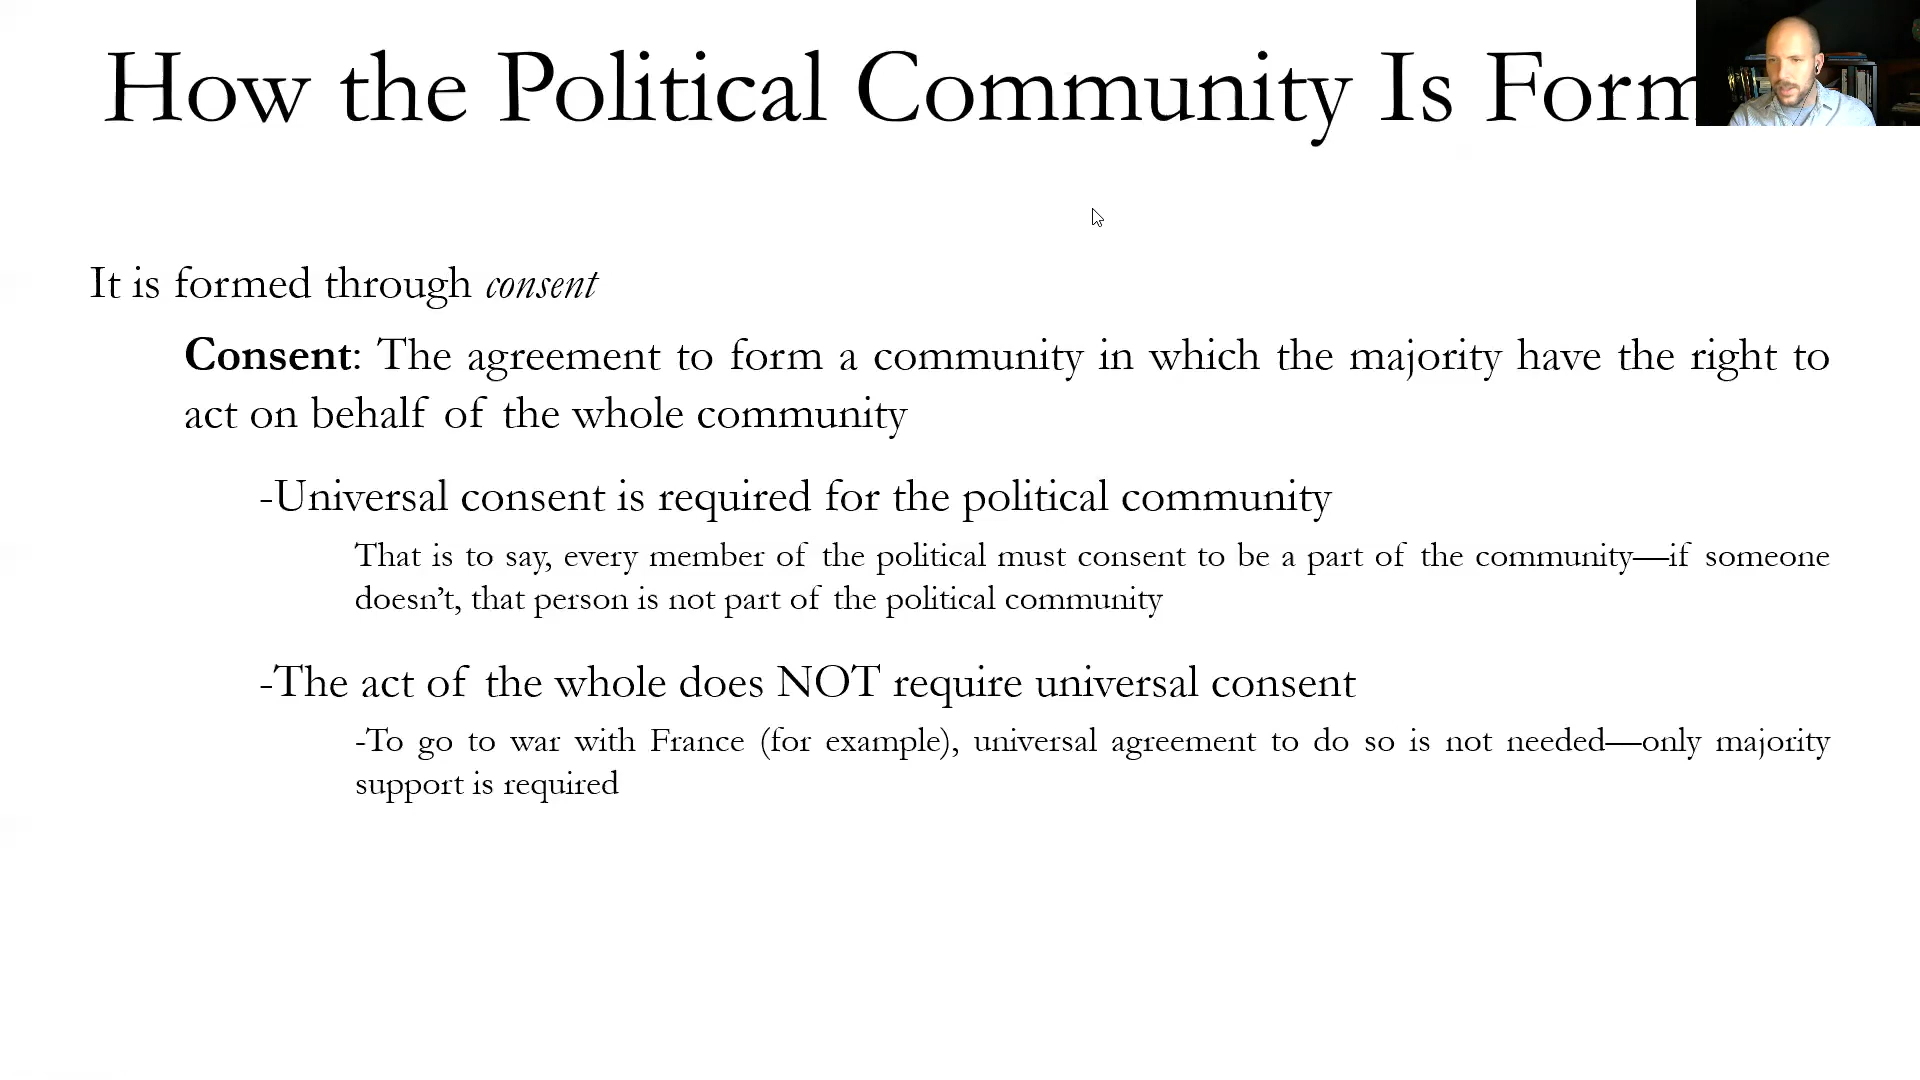 How the Political Community Is Form
It is formed through consent
Consent: The agreement to form a community in which the majority have the right to
act on behalf of the whole community
-Universal consent is required for the political community
That is to say, every member of the political must consent to be a part of the community—if someone
doesn’t, that person is not part of the political community
-The act of the whole does NOT require universal consent
-To go to war with France (for example), universal agreement to do so is not needed—only majority
support is required